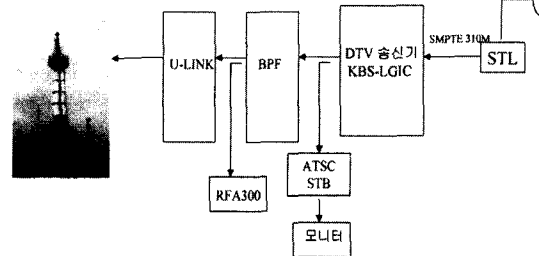 U-LINK
BPF
DTV 송신기
KBS-LGIC
SMPTE 310M
STL
RFA300
ATSC
STB
모니터